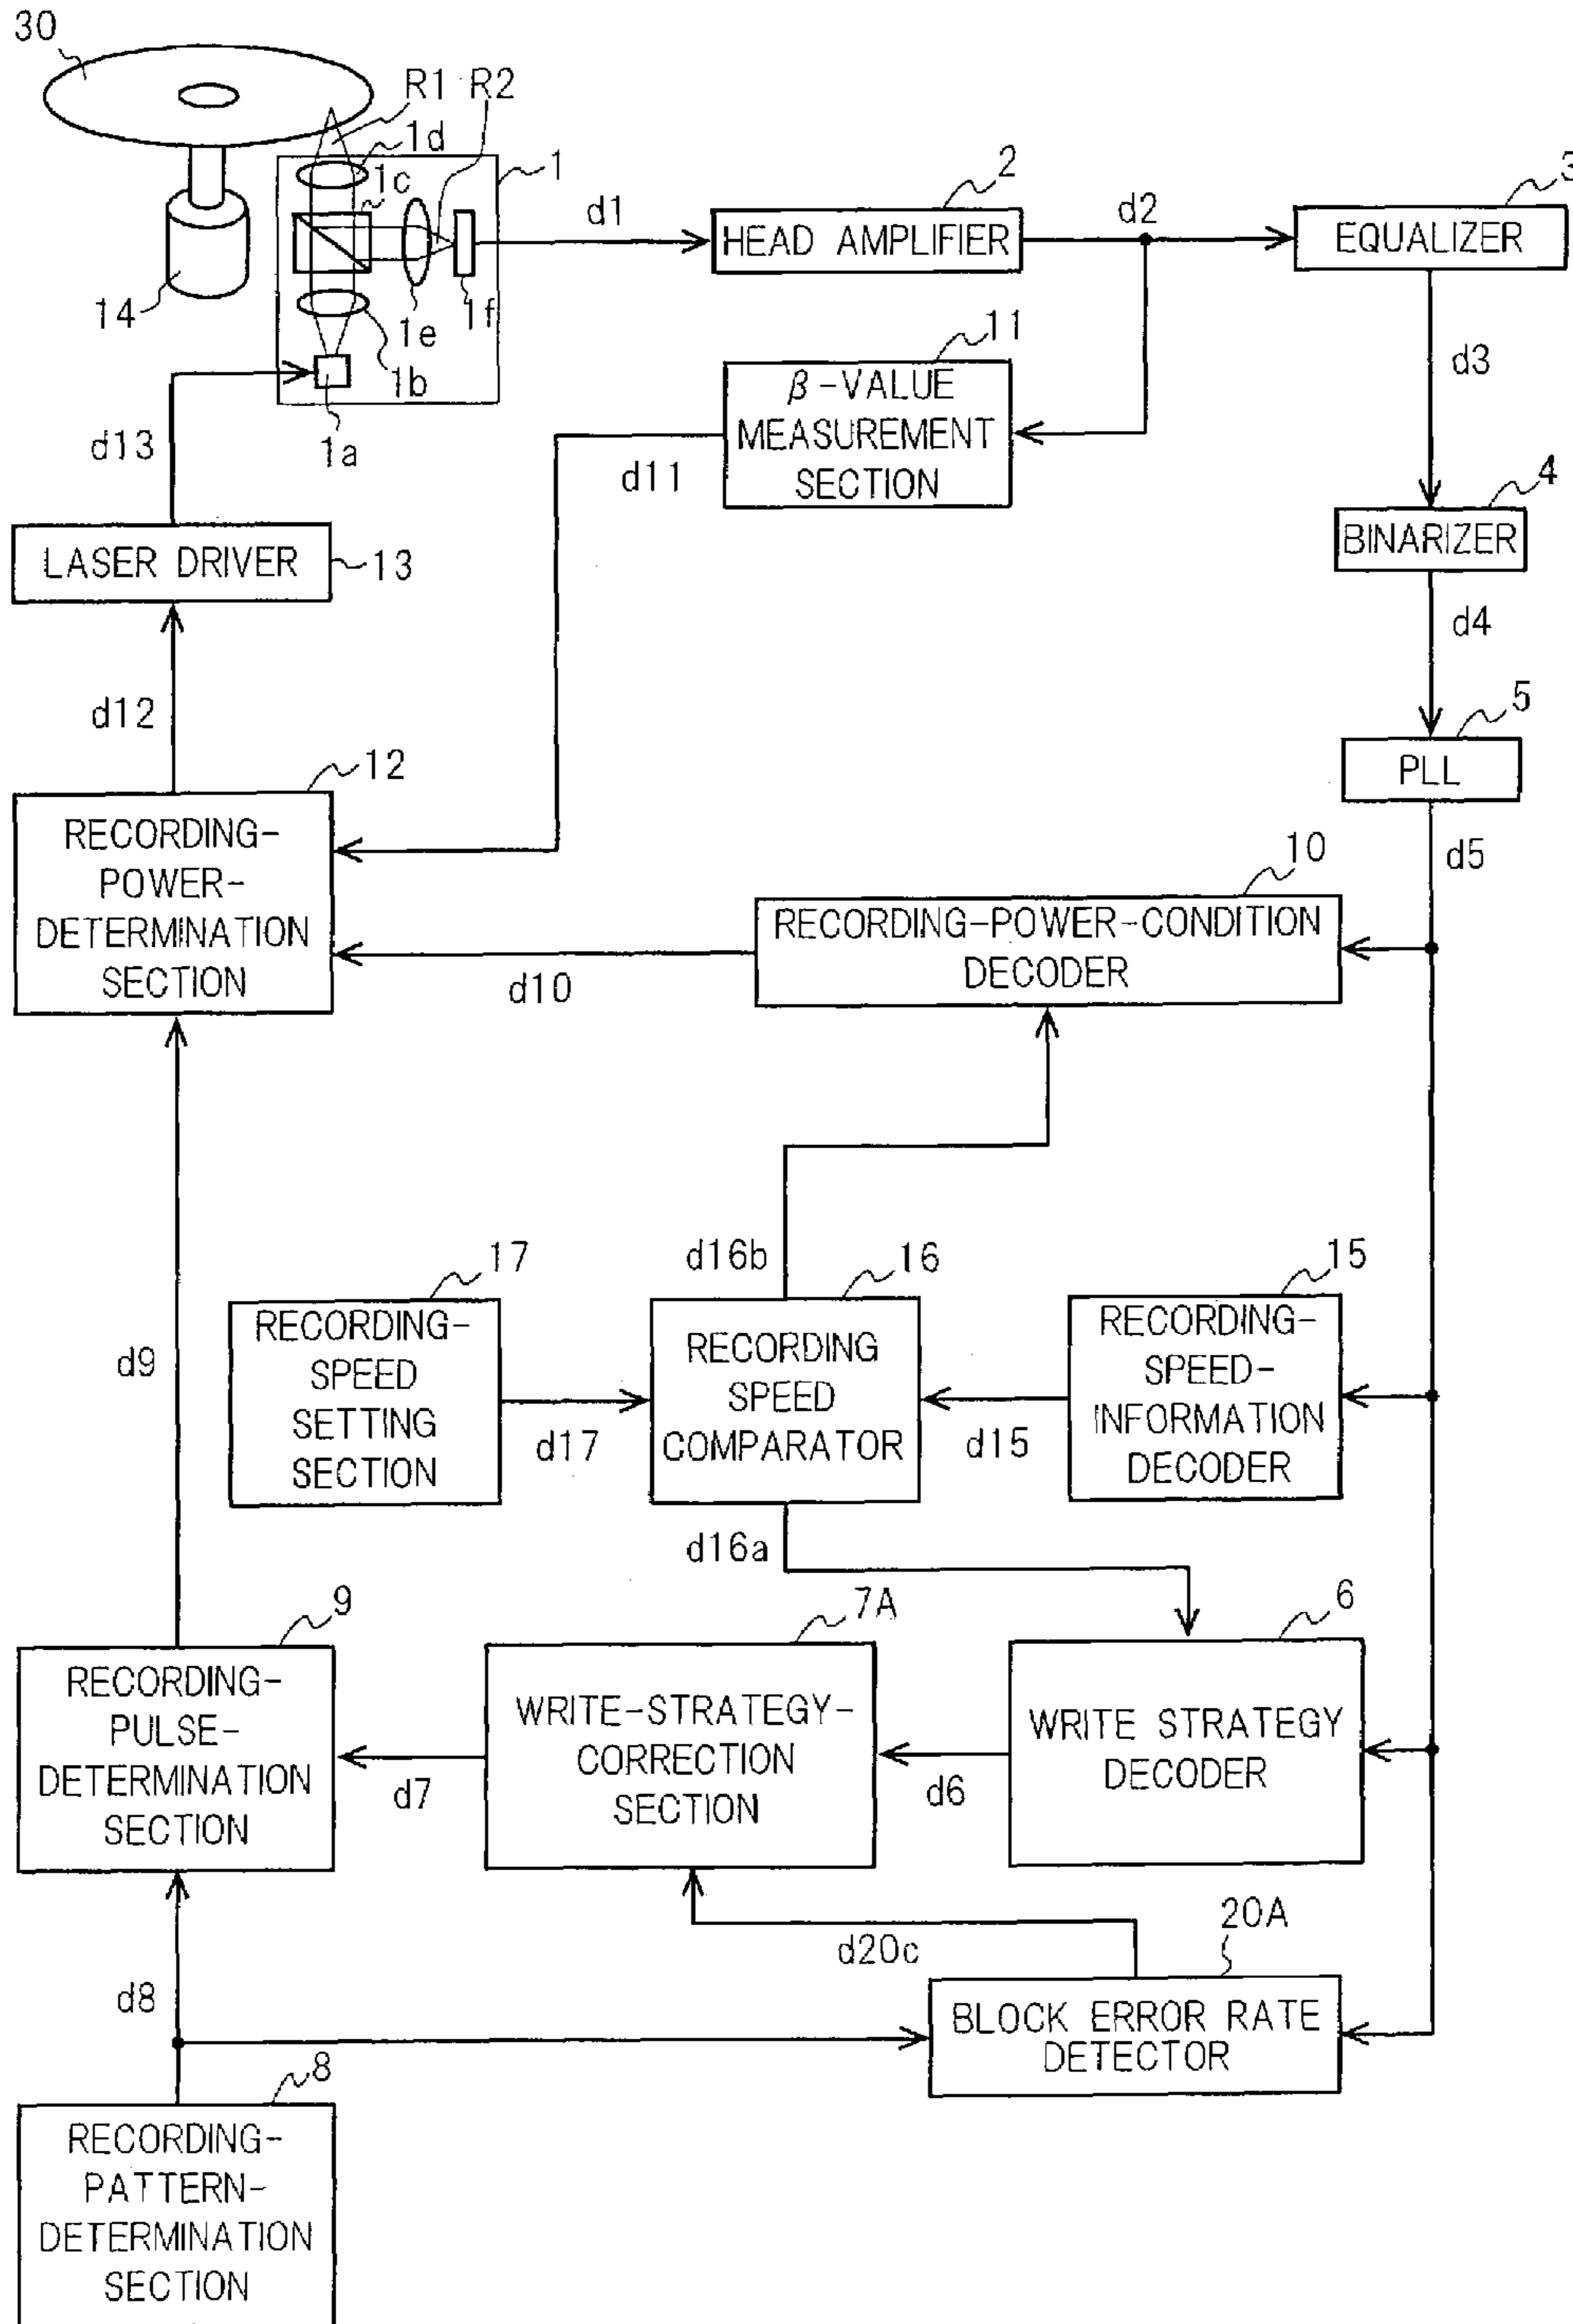 30
R1 R2
1d
1c
1
14
1e
1f
1b
1a
d1
2
HEAD AMPLIFIER
d2
3
EQUALIZER
11
β-VALUE
MEASUREMENT
SECTION
d3
d13
d11
4
BINARIZER
LASER DRIVER
13
d4
d12
5
PLL
12
RECORDING-
POWER-
DETERMINATION
SECTION
d5
10
RECORDING-POWER-CONDITION
DECODER
d10
17
RECORDING-
SPEED
SETTING
SECTION
d16b
16
RECORDING
SPEED
COMPARATOR
15
RECORDING-
SPEED-
INFORMATION
DECODER
d9
d17
d15
d16a
9
RECORDING-
PULSE-
DETERMINATION
SECTION
7A
WRITE-STRATEGY-
CORRECTION
SECTION
6
WRITE STRATEGY
DECODER
d7
d6
20A
d20c
BLOCK ERROR RATE
DETECTOR
d8
8
RECORDING-
PATTERN-
DETERMINATION
SECTION